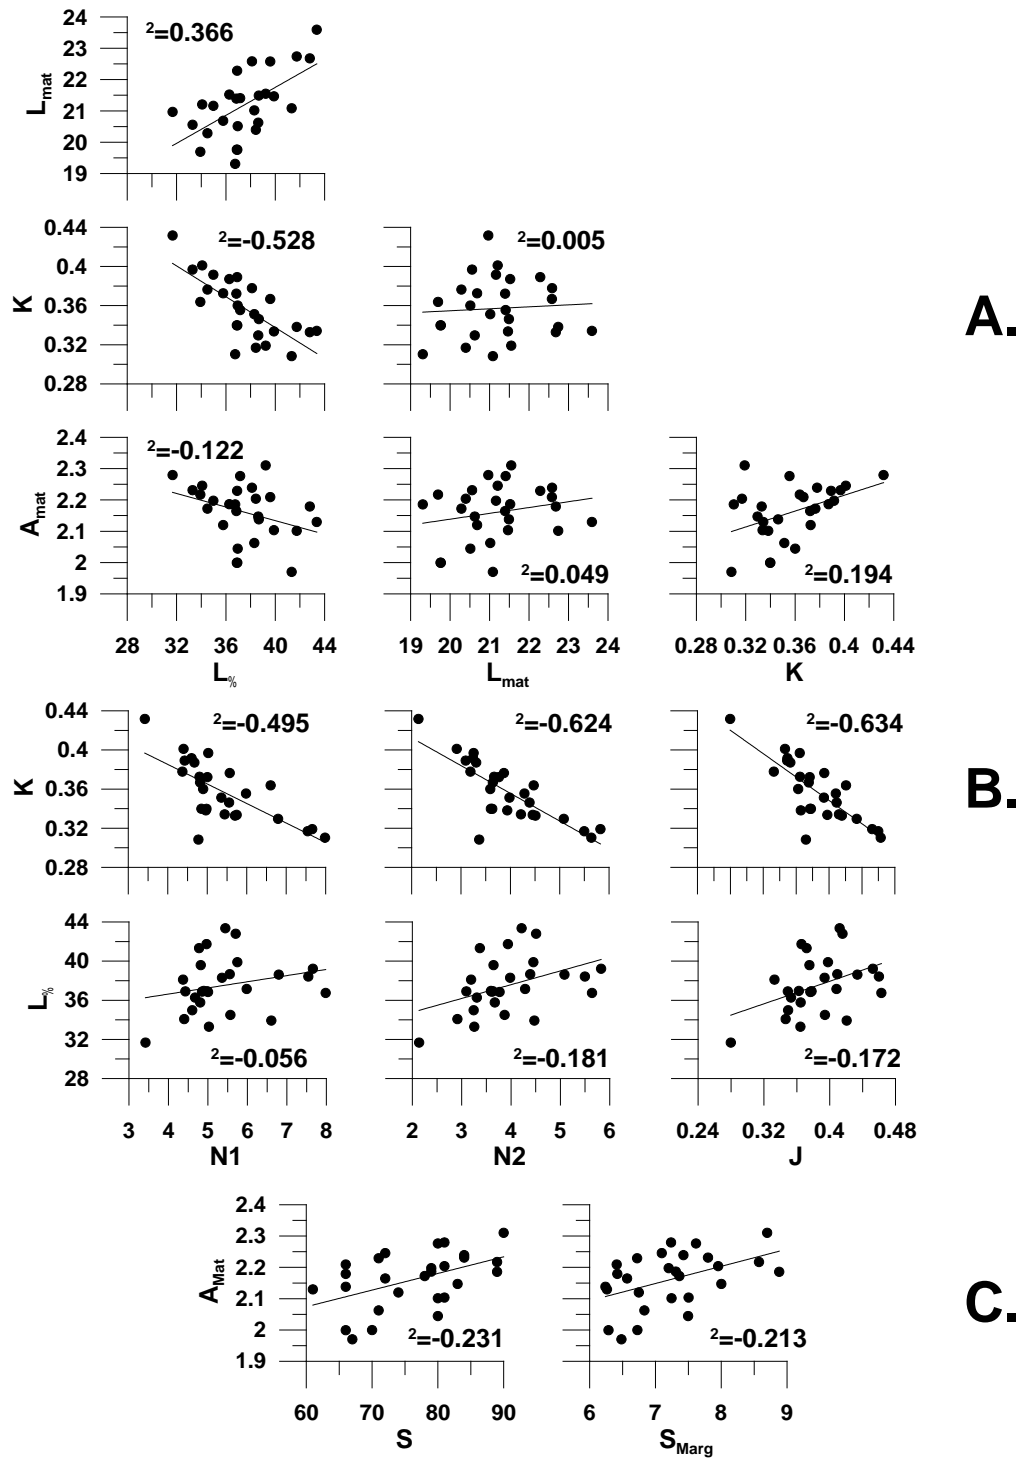 24
23
22
21
20
19
L_mat
²=0.366
0.44
0.4
0.36
0.32
0.28
K
²=-0.528
²=0.005
A.
2.4
2.3
2.2
2.1
2
1.9
A_mat
²=-0.122
²=0.049
²=0.194
28 32 36 40 44
19 20 21 22 23 24
0.28 0.32 0.36 0.4 0.44
L_%
L_mat
K
0.44
0.4
0.36
0.32
0.28
K
²=-0.495
²=-0.624
²=-0.634
B.
44
40
36
32
28
L_%
²=-0.056
²=-0.181
²=-0.172
3 4 5 6 7 8
2 3 4 5 6
0.24 0.32 0.4 0.48
N1
N2
J
2.4
2.3
2.2
2.1
2
1.9
A_Mat
²=-0.231
²=-0.213
C.
60 70 80 90
6 7 8 9
S
S_Marg